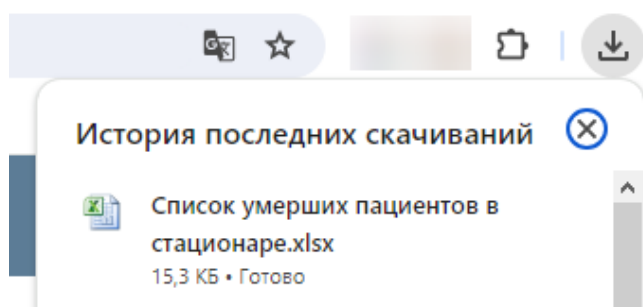 История последних скачиваний
Список умерших пациентов в
стационаре.xlsx
15,3 КБ • Готово